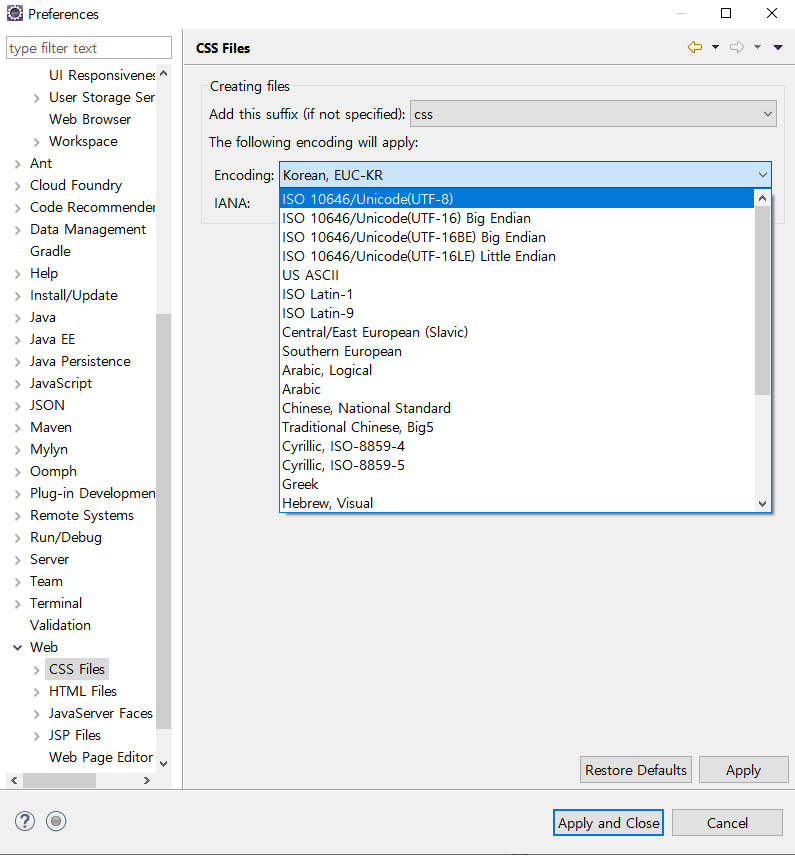 Preferences
type filter text
UI Responsivenes
User Storage Ser
Web Browser
Workspace
Ant
Cloud Foundry
Code Recommender
Data Management
Gradle
Help
Install/Update
Java
Java EE
Java Persistence
JavaScript
JSON
Maven
Mylyn
Oomph
Plug-in Developmen
Remote Systems
Run/Debug
Server
Team
Terminal
Validation
Web
CSS Files
HTML Files
JavaServer Faces
JSP Files
Web Page Editor
CSS Files
Creating files
Add this suffix (if not specified): css
The following encoding will apply:
Encoding: Korean, EUC-KR
IANA:
ISO 10646/Unicode(UTF-8)
ISO 10646/Unicode(UTF-16) Big Endian
ISO 10646/Unicode(UTF-16BE) Big Endian
ISO 10646/Unicode(UTF-16LE) Little Endian
US ASCII
ISO Latin-1
ISO Latin-9
Central/East European (Slavic)
Southern European
Arabic, Logical
Arabic
Chinese, National Standard
Traditional Chinese, Big5
Cyrillic, ISO-8859-4
Cyrillic, ISO-8859-5
Greek
Hebrew, Visual
Restore Defaults Apply
Apply and Close Cancel